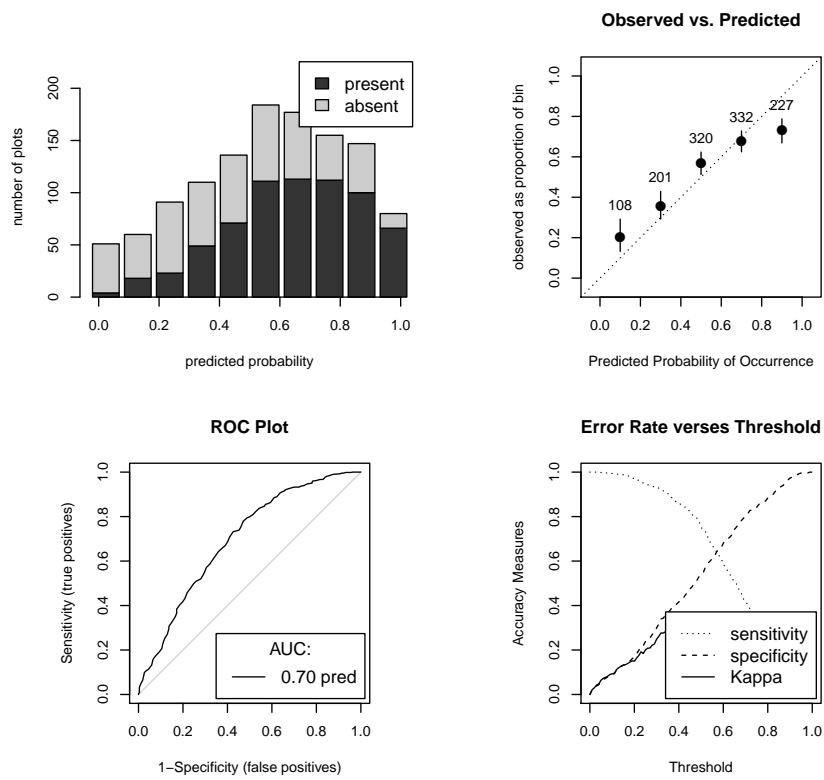 present
absent
200
150
100
50
0
number of plots
0.0 0.2 0.4 0.6 0.8 1.0
predicted probability
Observed vs. Predicted
1.0
0.8
0.6
0.4
0.2
0.0
observed as proportion of bin
108
201
320
332
227
0.0 0.2 0.4 0.6 0.8 1.0
Predicted Probability of Occurrence
ROC Plot
1.0
0.8
0.6
0.4
0.2
0.0
Sensitivity (true positives)
AUC:
0.70 pred
0.0 0.2 0.4 0.6 0.8 1.0
1−Specificity (false positives)
Error Rate verses Threshold
1.0
0.8
0.6
0.4
0.2
0.0
Accuracy Measures
sensitivity
specificity
Kappa
0.0 0.2 0.4 0.6 0.8 1.0
Threshold